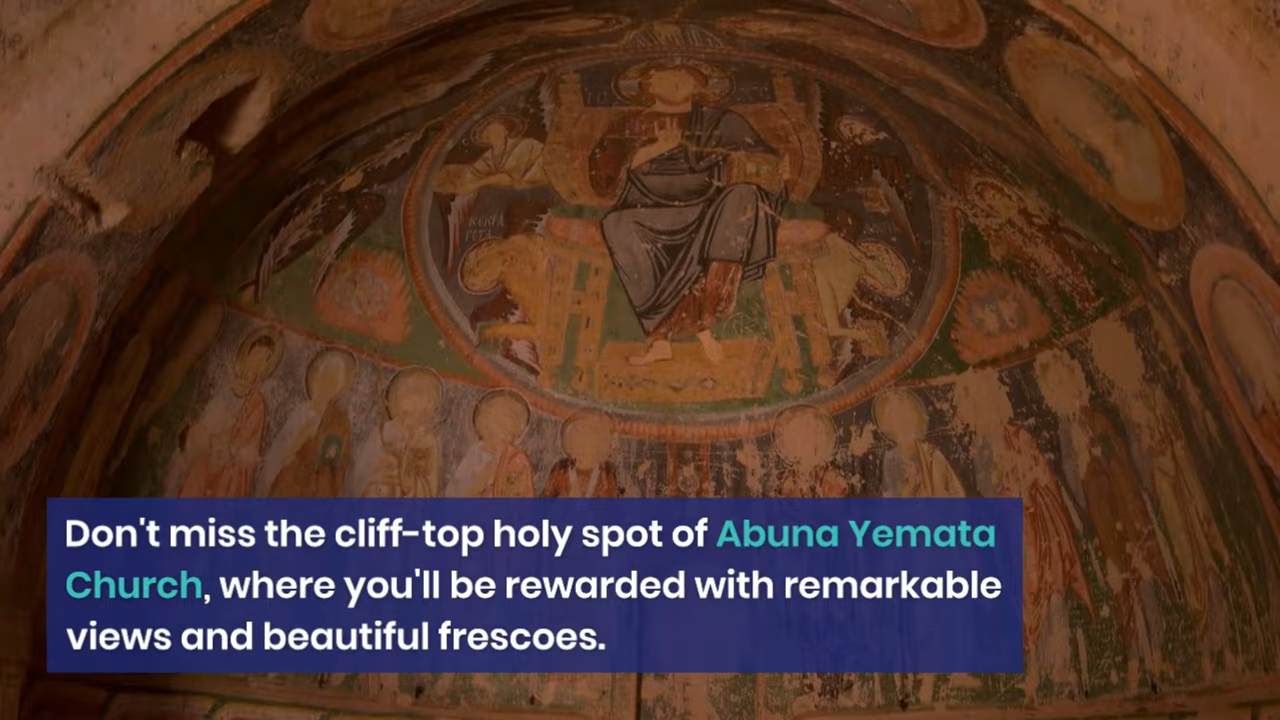 Don't miss the cliff-top holy spot of Abuna Yemata
Church, where you'll be rewarded with remarkable
views and beautiful frescoes.